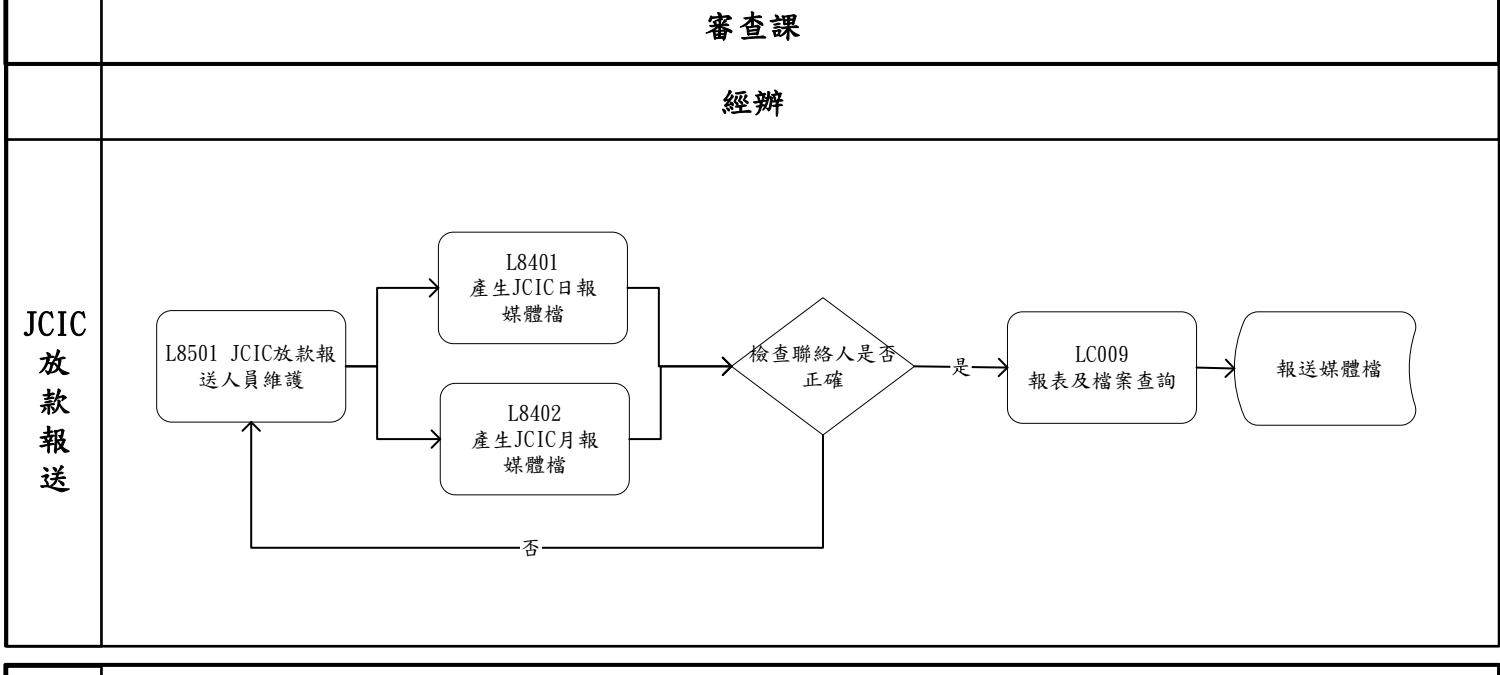 審查課
經辦
JCIC
放
款
報
送
L8501 JCIC放款報
送人員維護
L8401
產生JCIC日報
媒體檔
L8402
產生JCIC月報
媒體檔
檢查聯絡人是否
正確
是
否
LC009
報表及檔案查詢
報送媒體檔